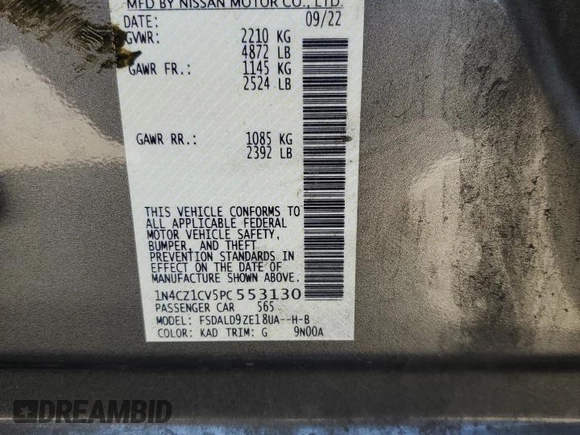 MFD BY NISSAN MOTOR CO., LTD.
DATE: 09/22
GVWR: 2210 KG
4872 LB
GAWR FR.: 1145 KG
2524 LB
GAWR RR.: 1085 KG
2392 LB
THIS VEHICLE CONFORMS TO
ALL APPLICABLE FEDERAL
MOTOR VEHICLE SAFETY,
BUMPER, AND THEFT
PREVENTION STANDARDS IN
EFFECT ON THE DATE OF
MANUFACTURE SHOWN ABOVE.
1N4CZ1CV5PC553130
PASSENGER CAR 565
MODEL: FSDALD9ZE18UA--H-B
COLOR: KAD TRIM: G 9N00A
DREAMBID